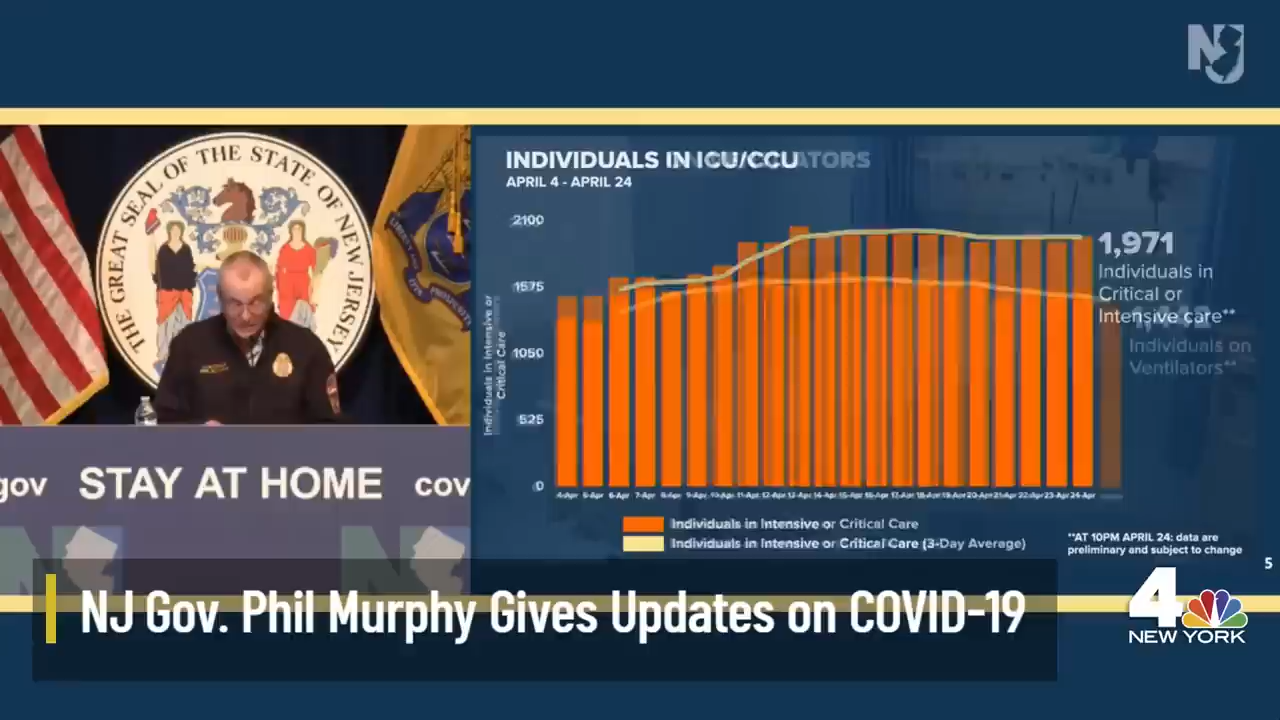 NJ
THE GREAT SEAL OF THE STATE OF NEW JERSEY
gov STAY AT HOME cov
INDIVIDUALS IN ICU/CCU
APRIL 4 - APRIL 24
2100
1575
1050
525
0
Individuals in Intensive or
Critical Care
4-Apr 5-Apr 6-Apr 7-Apr 8-Apr 9-Apr 10-Apr 11-Apr 12-Apr 13-Apr 14-Apr 15-Apr 16-Apr 17-Apr 18-Apr 19-Apr 20-Apr 21-Apr 22-Apr 23-Apr 24-Apr
1,971
Individuals in
Critical or
Intensive care**
Individuals on
Ventilators**
Individuals in Intensive or Critical Care
Individuals in Intensive or Critical Care (3-Day Average)
**AT 10PM APRIL 24: data are
preliminary and subject to change
5
NJ Gov. Phil Murphy Gives Updates on COVID-19
4
NEW YORK